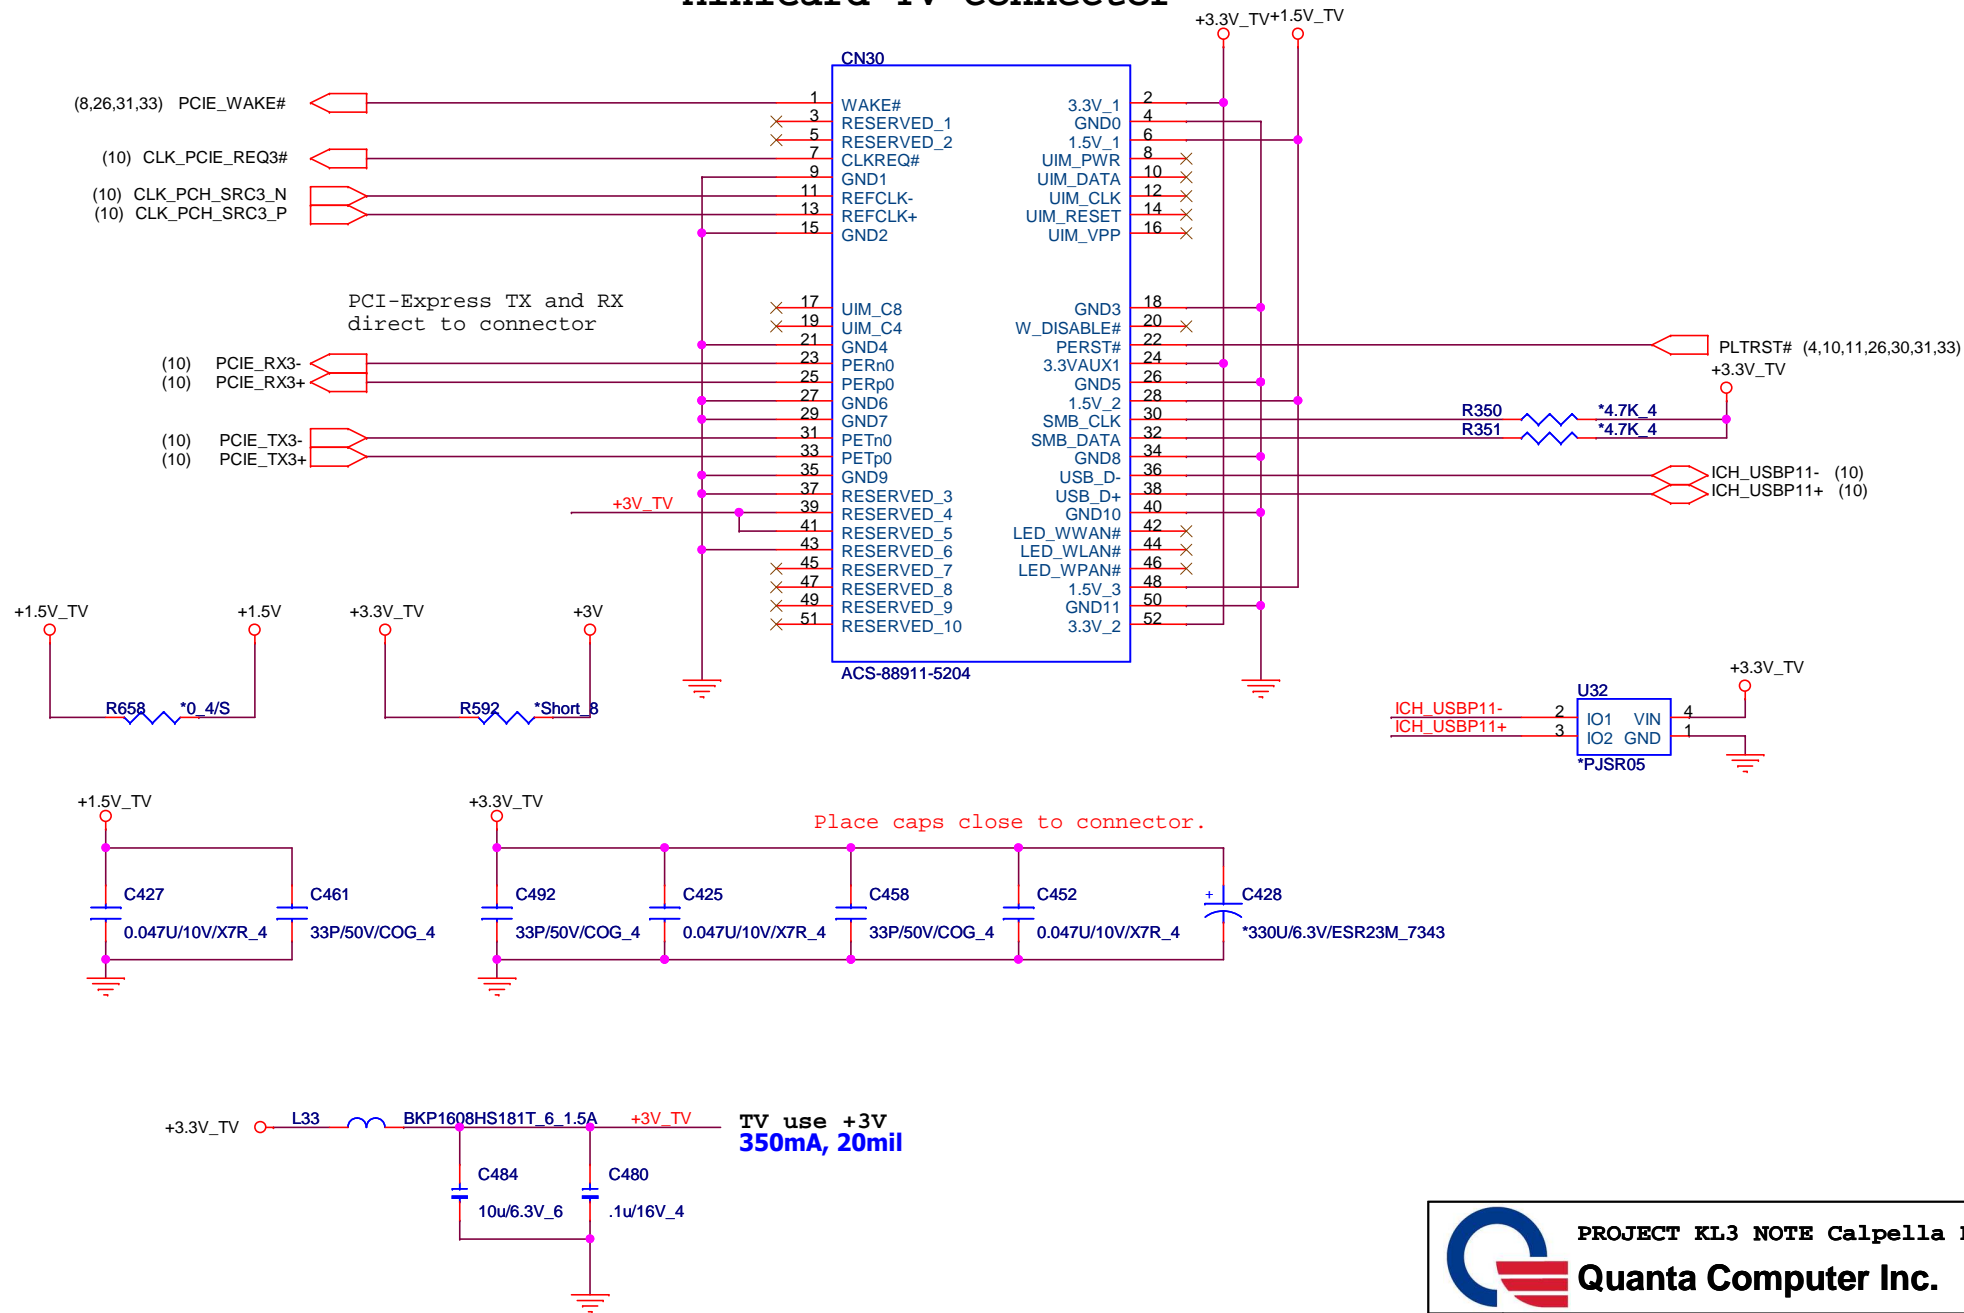 MiniCard TV connector
+3.3V_TV +1.5V_TV
CN30
(8,26,31,33) PCIE_WAKE#
(10) CLK_PCIE_REQ3#
(10) CLK_PCH_SRC3_N
(10) CLK_PCH_SRC3_P
PCI-Express TX and RX
direct to connector
(10) PCIE_RX3-
(10) PCIE_RX3+
(10) PCIE_TX3-
(10) PCIE_TX3+
+3V_TV
1 WAKE#
3 RESERVED_1
5 RESERVED_2
7 CLKREQ#
9 GND1
11 REFCLK-
13 REFCLK+
15 GND2
17 UIM_C8
19 UIM_C4
21 GND4
23 PERn0
25 PERp0
27 GND6
29 GND7
31 PETn0
33 PETp0
35 GND9
37 RESERVED_3
39 RESERVED_4
41 RESERVED_5
43 RESERVED_6
45 RESERVED_7
47 RESERVED_8
49 RESERVED_9
51 RESERVED_10
3.3V_1 2
GND0 4
1.5V_1 6
UIM_PWR 8
UIM_DATA 10
UIM_CLK 12
UIM_RESET 14
UIM_VPP 16
GND3 18
W_DISABLE# 20
PERST# 22
3.3VAUX1 24
GND5 26
1.5V_2 28
SMB_CLK 30
SMB_DATA 32
GND8 34
USB_D- 36
USB_D+ 38
GND10 40
LED_WWAN# 42
LED_WLAN# 44
LED_WPAN# 46
1.5V_3 48
GND11 50
3.3V_2 52
ACS-88911-5204
PLTRST# (4,10,11,26,30,31,33)
+3.3V_TV
R350 *4.7K_4
R351 *4.7K_4
ICH_USBP11- (10)
ICH_USBP11+ (10)
+1.5V_TV +1.5V
R658 *0_4/S
+3.3V_TV +3V
R592 *Short_8
+3.3V_TV
U32
ICH_USBP11- 2 IO1 VIN 4
ICH_USBP11+ 3 IO2 GND 1
*PJSR05
+1.5V_TV
C427
0.047U/10V/X7R_4
C461
33P/50V/COG_4
+3.3V_TV
Place caps close to connector.
C492
33P/50V/COG_4
C425
0.047U/10V/X7R_4
C458
33P/50V/COG_4
C452
0.047U/10V/X7R_4
+ C428
*330U/6.3V/ESR23M_7343
+3.3V_TV L33 BKP1608HS181T_6_1.5A +3V_TV
TV use +3V
350mA, 20mil
C484
10u/6.3V_6
C480
.1u/16V_4
PROJECT KL3 NOTE Calpella
Quanta Computer Inc.